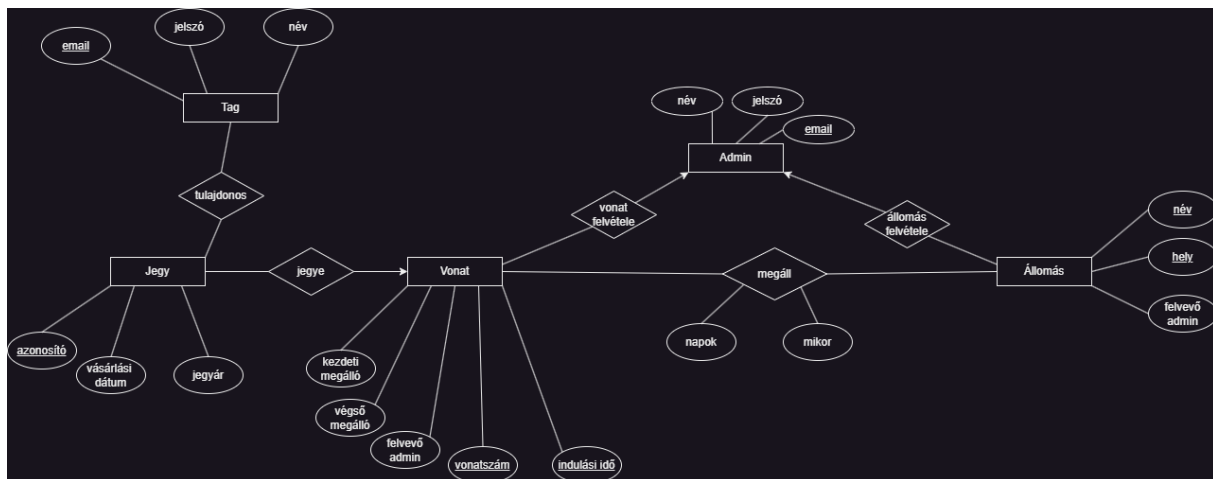 email
jelszó
név
Tag
név
jelszó
email
Admin
tulajdonos
vonat
felvétele
állomás
felvétele
név
hely
felvevő
admin
Jegy
jegye
Vonat
megáll
Állomás
azonosító
vásárlási
dátum
jegyár
kezdeti
megálló
végső
megálló
felvevő
admin
vonatszám
indulási idő
napok
mikor